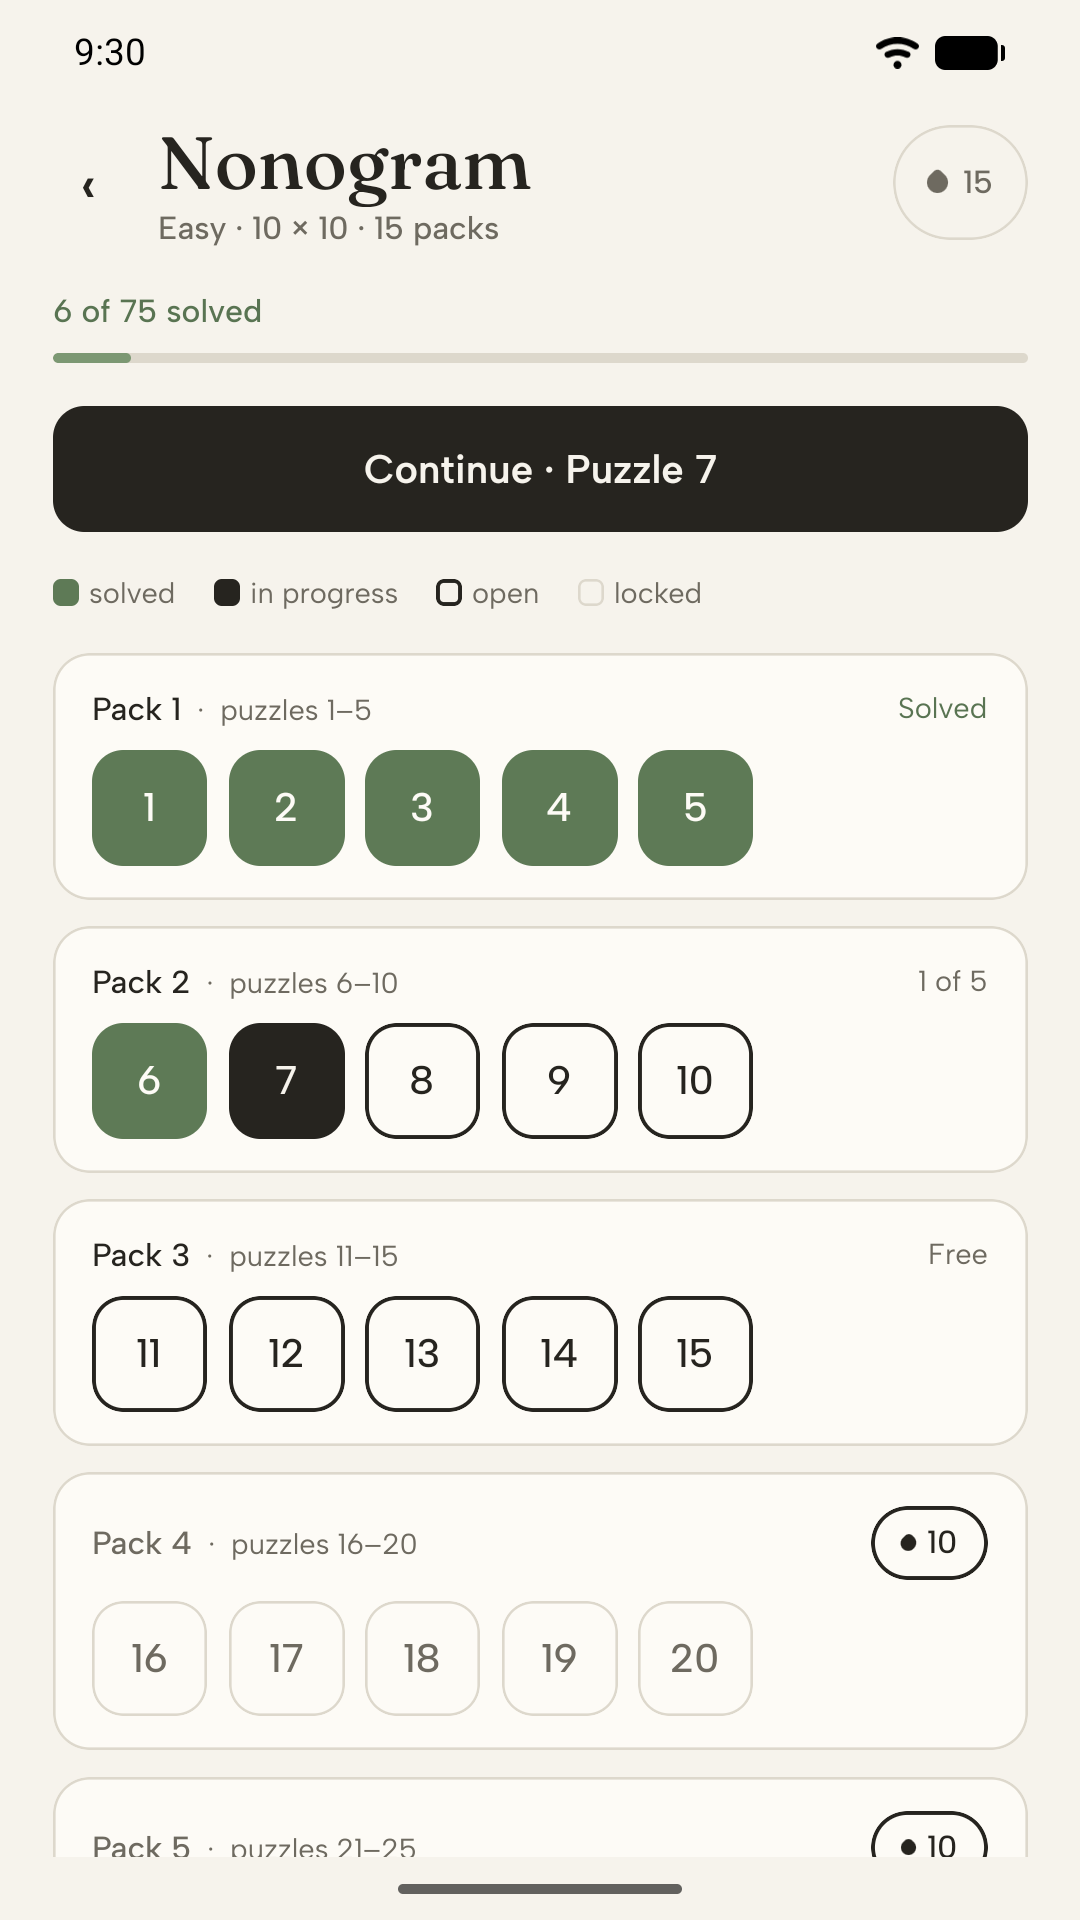 9:30
‹
Nonogram
Easy · 10 × 10 · 15 packs
15
6 of 75 solved
Continue · Puzzle 7
solved in progress open locked
Pack 1 · puzzles 1–5 Solved
1 2 3 4 5
Pack 2 · puzzles 6–10 1 of 5
6 7 8 9 10
Pack 3 · puzzles 11–15 Free
11 12 13 14 15
Pack 4 · puzzles 16–20 10
16 17 18 19 20
Pack 5 · puzzles 21–25 10